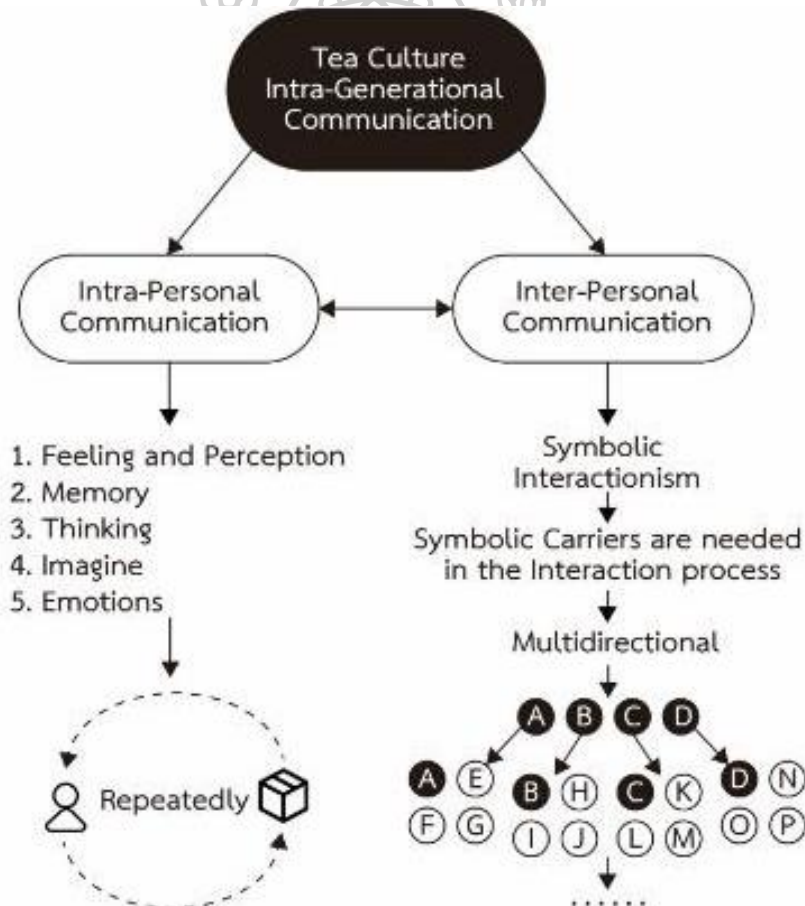 Tea Culture
Intra-Generational
Communication
Intra-Personal
Communication
Inter-Personal
Communication
1. Feeling and Perception
2. Memory
3. Thinking
4. Imagine
5. Emotions
Repeatedly
Symbolic
Interactionism
Symbolic Carriers are needed
in the Interaction process
Multidirectional
A B C D
A E B H C K D N
F G I J L M O P
......